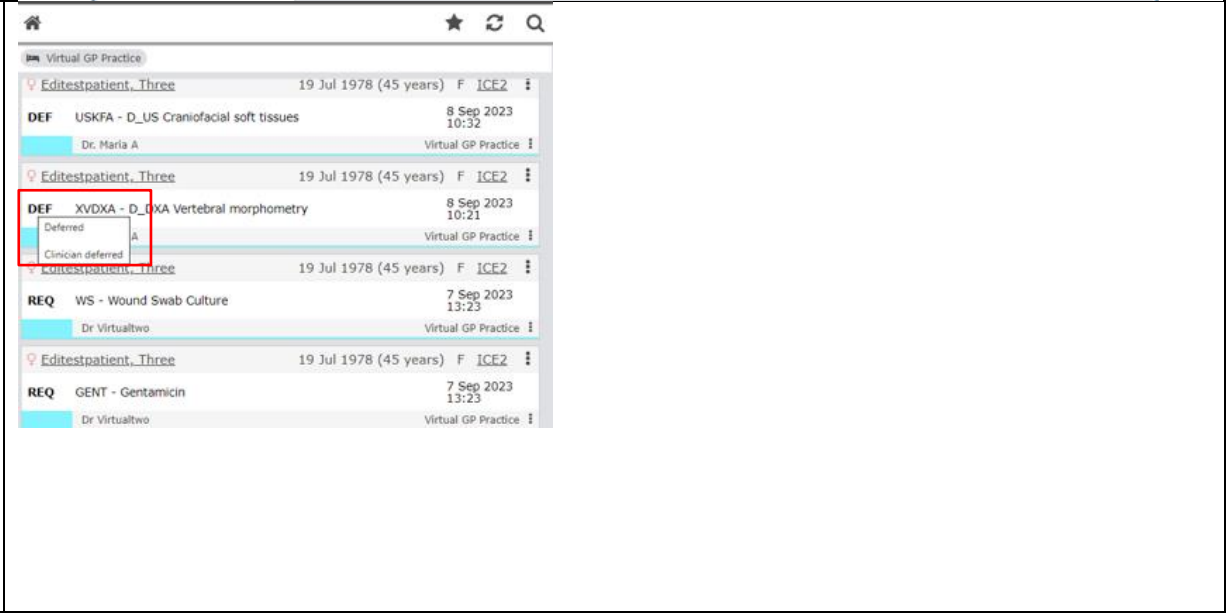 Virtual GP Practice
Editestpatient, Three 19 Jul 1978 (45 years) F ICE2
DEF USKFA - D_US Craniofacial soft tissues 8 Sep 2023
10:32
Dr. Maria A Virtual GP Practice
Editestpatient, Three 19 Jul 1978 (45 years) F ICE2
DEF XVDXA - D_DXA Vertebral morphometry 8 Sep 2023
10:21
Deferred
A Virtual GP Practice
Clinician deferred
Editestpatient, Three 19 Jul 1978 (45 years) F ICE2
REQ WS - Wound Swab Culture 7 Sep 2023
13:23
Dr Virtualtwo Virtual GP Practice
Editestpatient, Three 19 Jul 1978 (45 years) F ICE2
REQ GENT - Gentamicin 7 Sep 2023
13:23
Dr Virtualtwo Virtual GP Practice